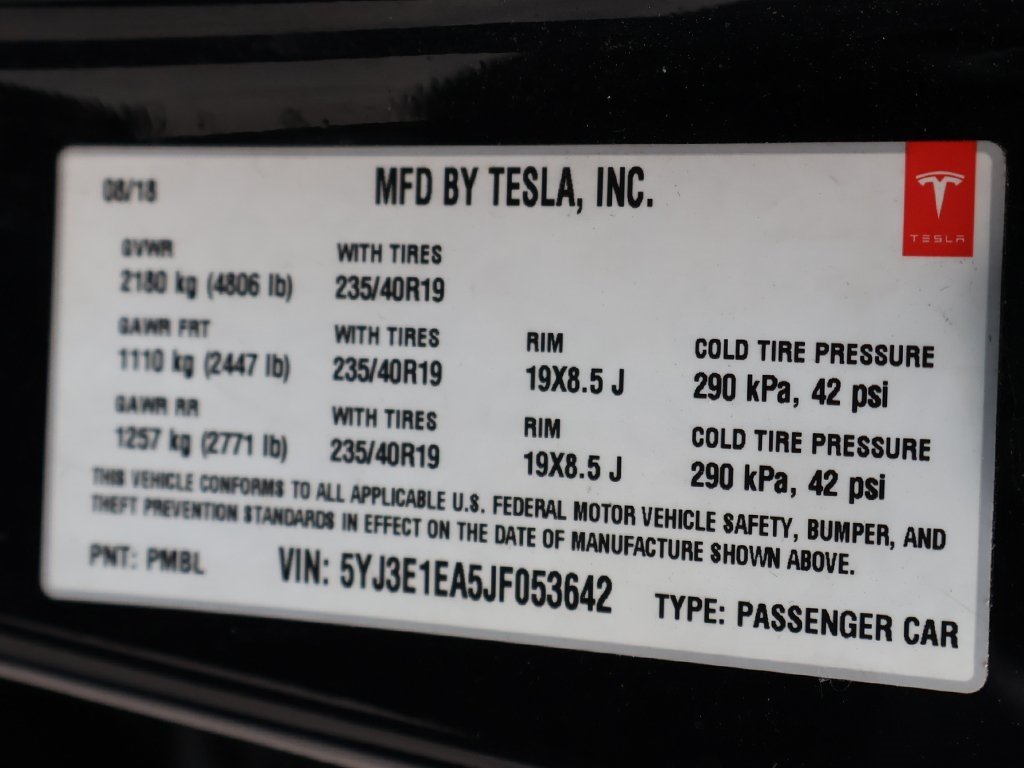 08/18
MFD BY TESLA, INC.
TESLA
GVWR
2180 kg (4806 lb)
WITH TIRES
235/40R19
GAWR FRT
1110 kg (2447 lb)
WITH TIRES
235/40R19
RIM
19X8.5 J
COLD TIRE PRESSURE
290 kPa, 42 psi
GAWR RR
1257 kg (2771 lb)
WITH TIRES
235/40R19
RIM
19X8.5 J
COLD TIRE PRESSURE
290 kPa, 42 psi
THIS VEHICLE CONFORMS TO ALL APPLICABLE U.S. FEDERAL MOTOR VEHICLE SAFETY, BUMPER, AND
THEFT PREVENTION STANDARDS IN EFFECT ON THE DATE OF MANUFACTURE SHOWN ABOVE.
PNT: PMBL
VIN: 5YJ3E1EA5JF053642
TYPE: PASSENGER CAR